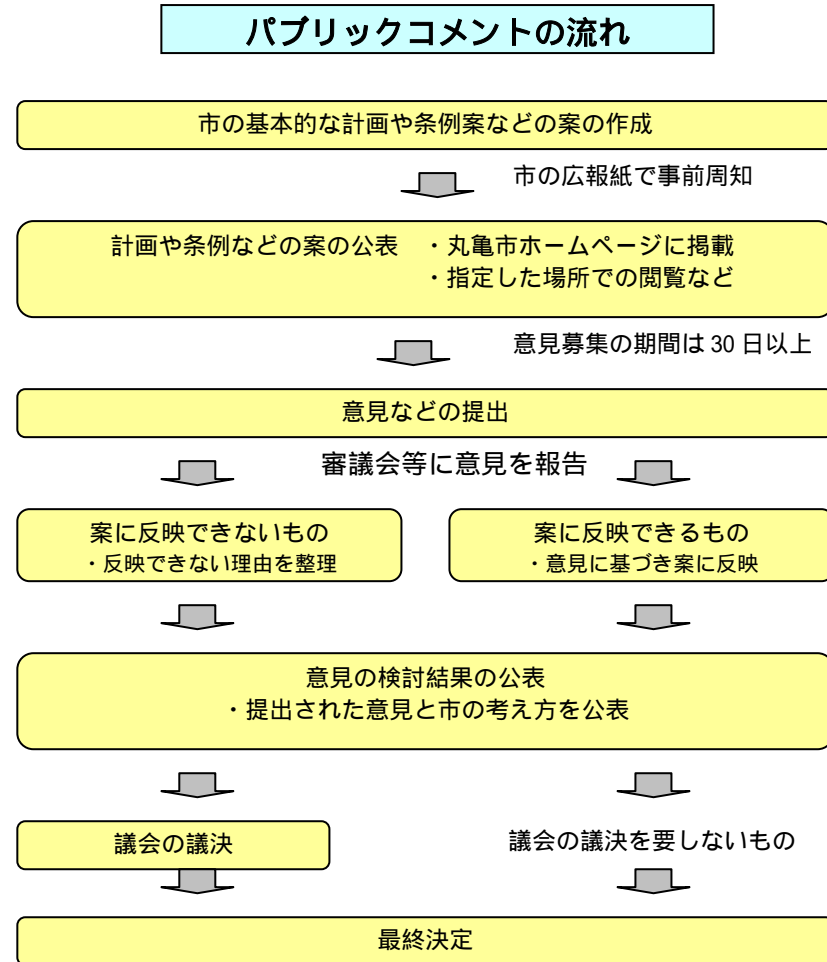 パブリックコメントの流れ
市の基本的な計画や条例案などの案の作成
市の広報紙で事前周知
計画や条例などの案の公表 ・丸亀市ホームページに掲載
・指定した場所での閲覧など
意見募集の期間は 30 日以上
意見などの提出
審議会等に意見を報告
案に反映できないもの
・反映できない理由を整理
案に反映できるもの
・意見に基づき案に反映
意見の検討結果の公表
・提出された意見と市の考え方を公表
議会の議決
議会の議決を要しないもの
最終決定